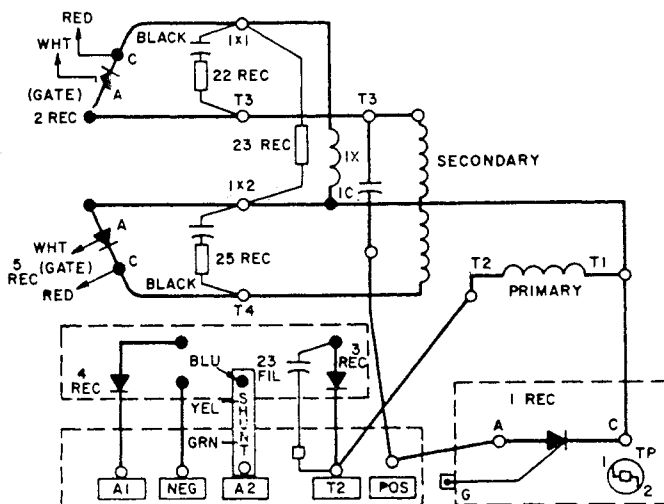 RED
WHT
BLACK
1X1
C
(GATE)
A
22 REC
2 REC
T3
T3
23 REC
1X
SECONDARY
1C
1X2
A
WHT
5 REC
(GATE)
25 REC
C
RED
BLACK
T4
T2
T1
PRIMARY
4 REC
BLU
23 FIL
3 REC
YEL
SHUNT
GRN
1 REC
A
C
TP
1
2
G
A1
NEG
A2
T2
POS